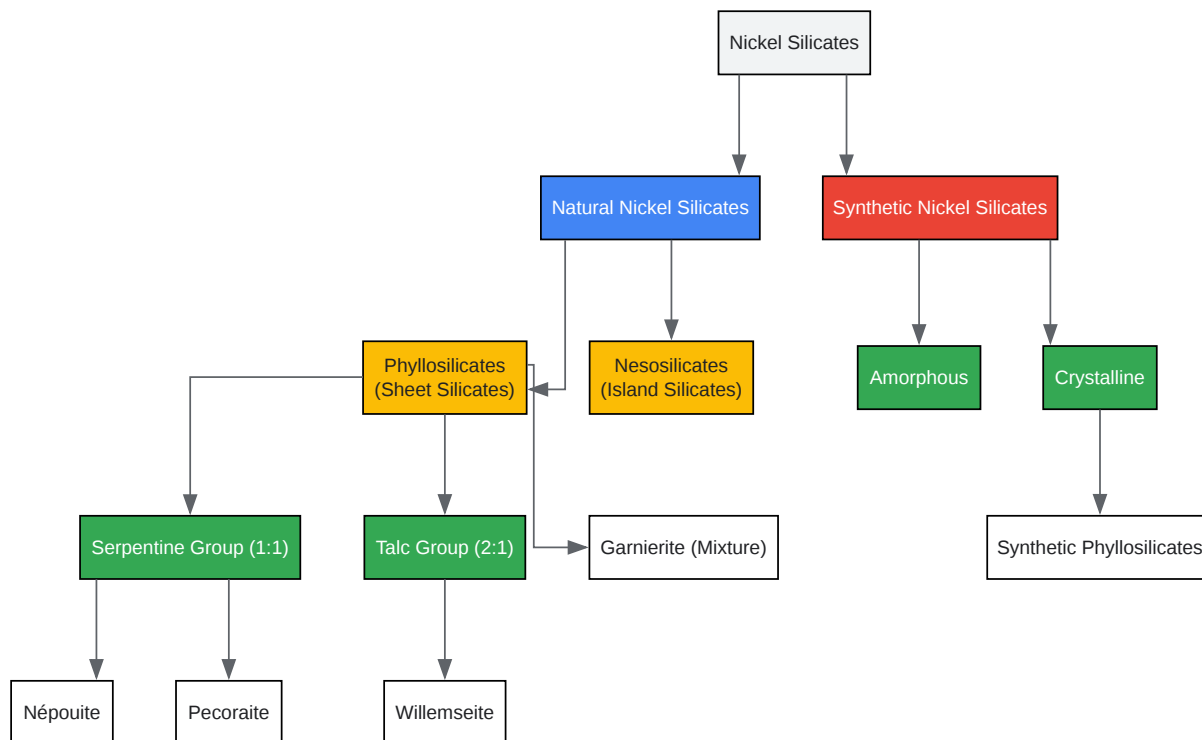 Nickel Silicates
Natural Nickel Silicates
Synthetic Nickel Silicates
Phyllosilicates
(Sheet Silicates)
Nesosilicates
(Island Silicates)
Amorphous
Crystalline
Serpentine Group (1:1)
Talc Group (2:1)
Garnierite (Mixture)
Synthetic Phyllosilicates
Népouite
Pecoraite
Willemseite